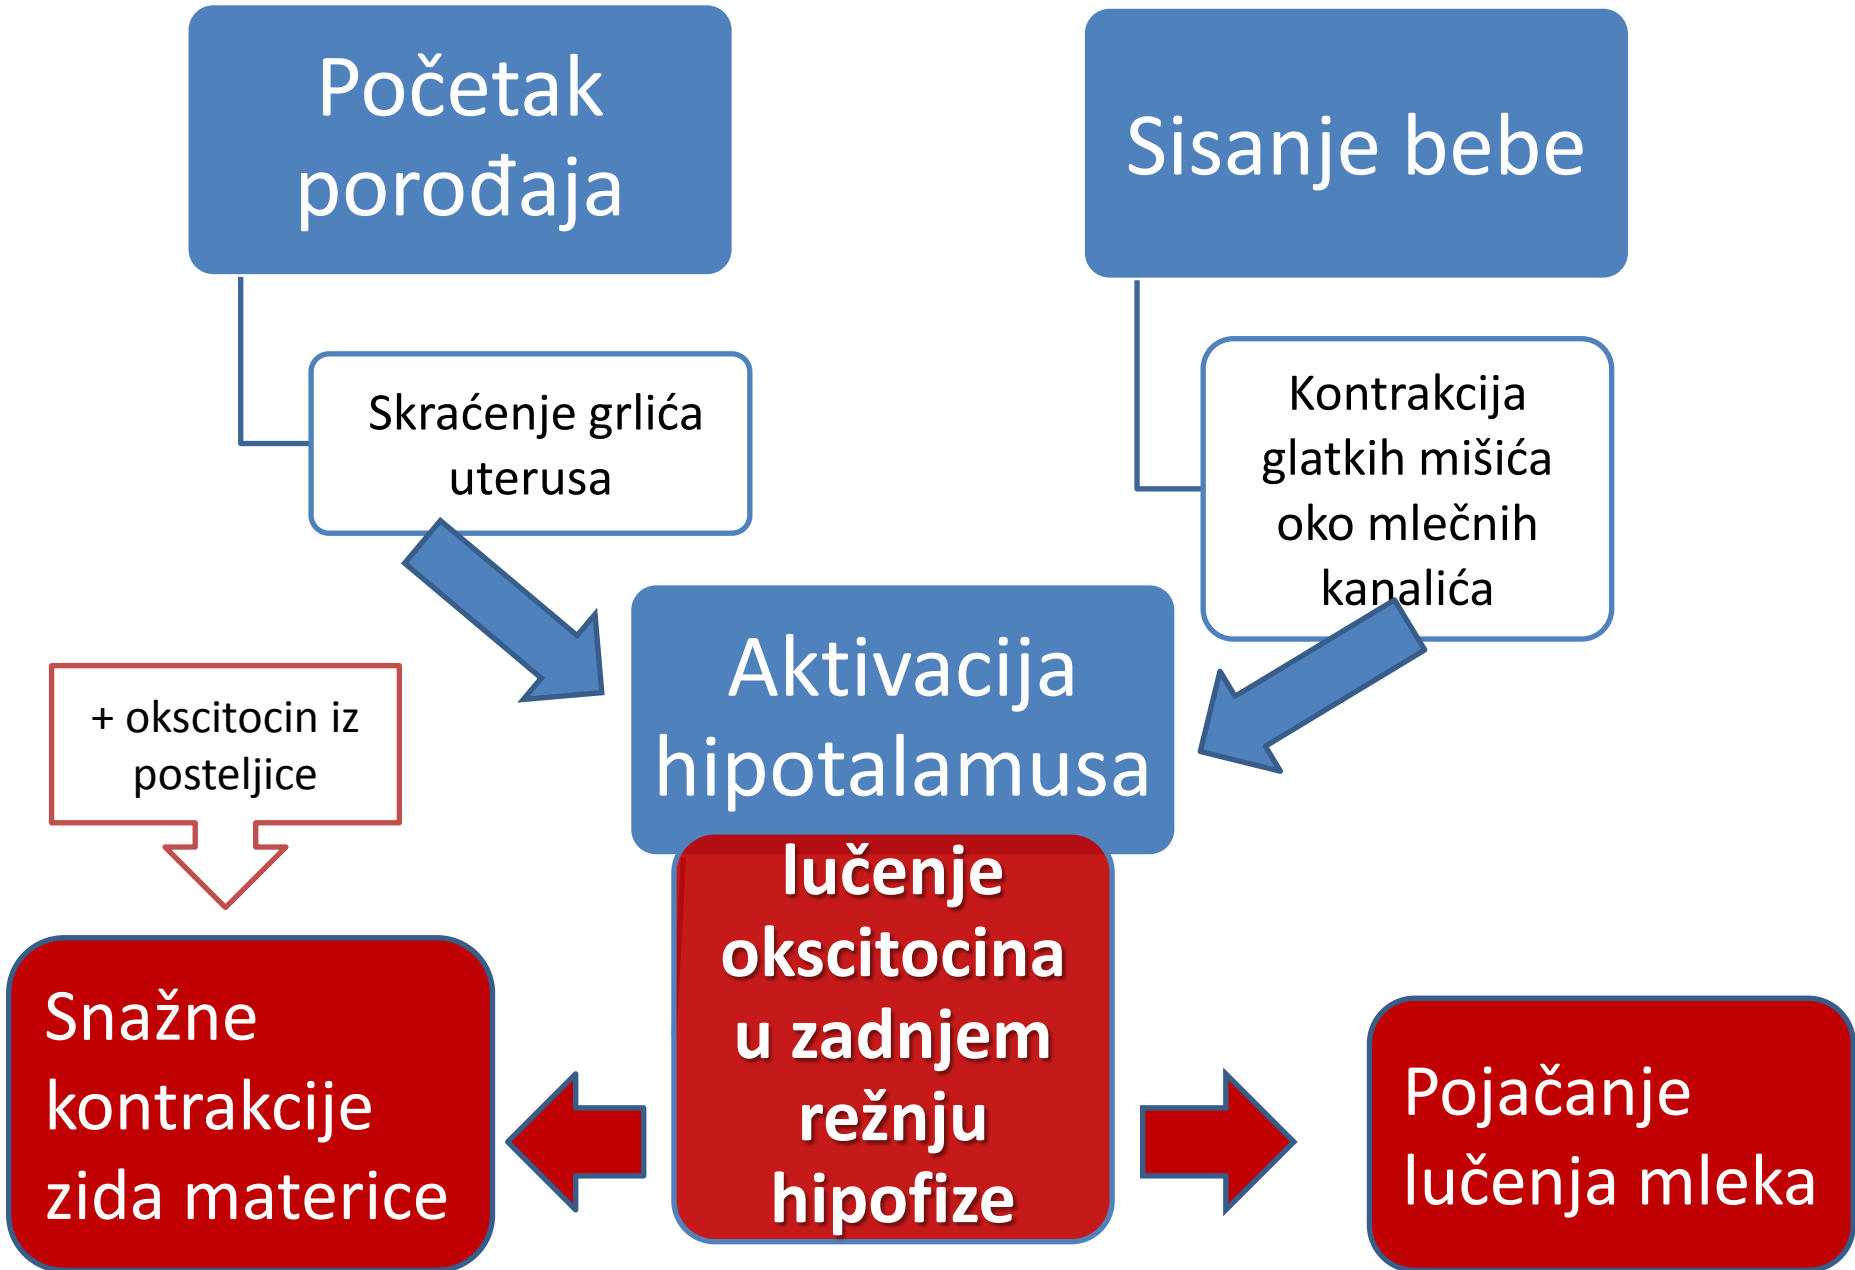 Početak
porođaja
Sisanje bebe
Skraćenje grlića
uterusa
Kontrakcija
glatkih mišića
oko mlečnih
kanalića
Aktivacija
hipotalamusa
+ okscitocin iz
posteljice
lučenje
okscitocina
u zadnjem
režnju
hipofize
Snažne
kontrakcije
zida materice
Pojačanje
lučenja mleka